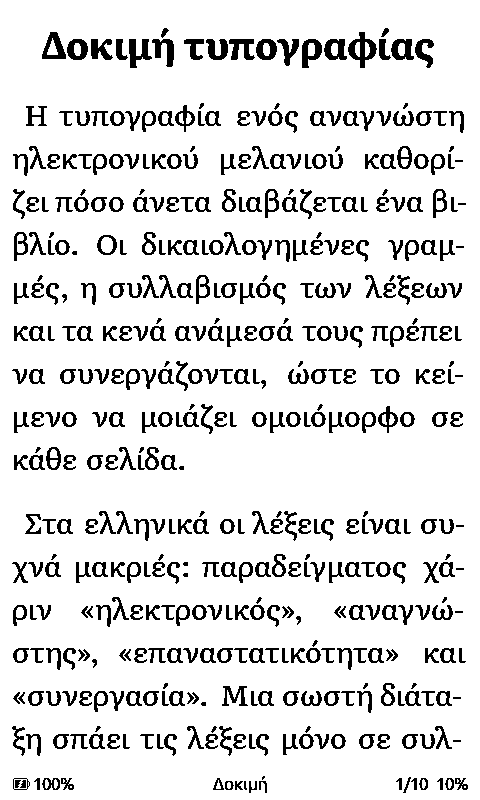 Δοκιμή τυπογραφίας
Η τυπογραφία ενός αναγνώστη
ηλεκτρονικού μελανιού καθορί-
ζει πόσο άνετα διαβάζεται ένα βι-
βλίο. Οι δικαιολογημένες γραμ-
μές, η συλλαβισμός των λέξεων
και τα κενά ανάμεσά τους πρέπει
να συνεργάζονται, ώστε το κεί-
μενο να μοιάζει ομοιόμορφο σε
κάθε σελίδα.
Στα ελληνικά οι λέξεις είναι συ-
χνά μακριές: παραδείγματος χά-
ριν «ηλεκτρονικός», «αναγνώ-
στης», «επαναστατικότητα» και
«συνεργασία». Μια σωστή διάτα-
ξη σπάει τις λέξεις μόνο σε συλ-
100% Δοκιμή 1/10 10%